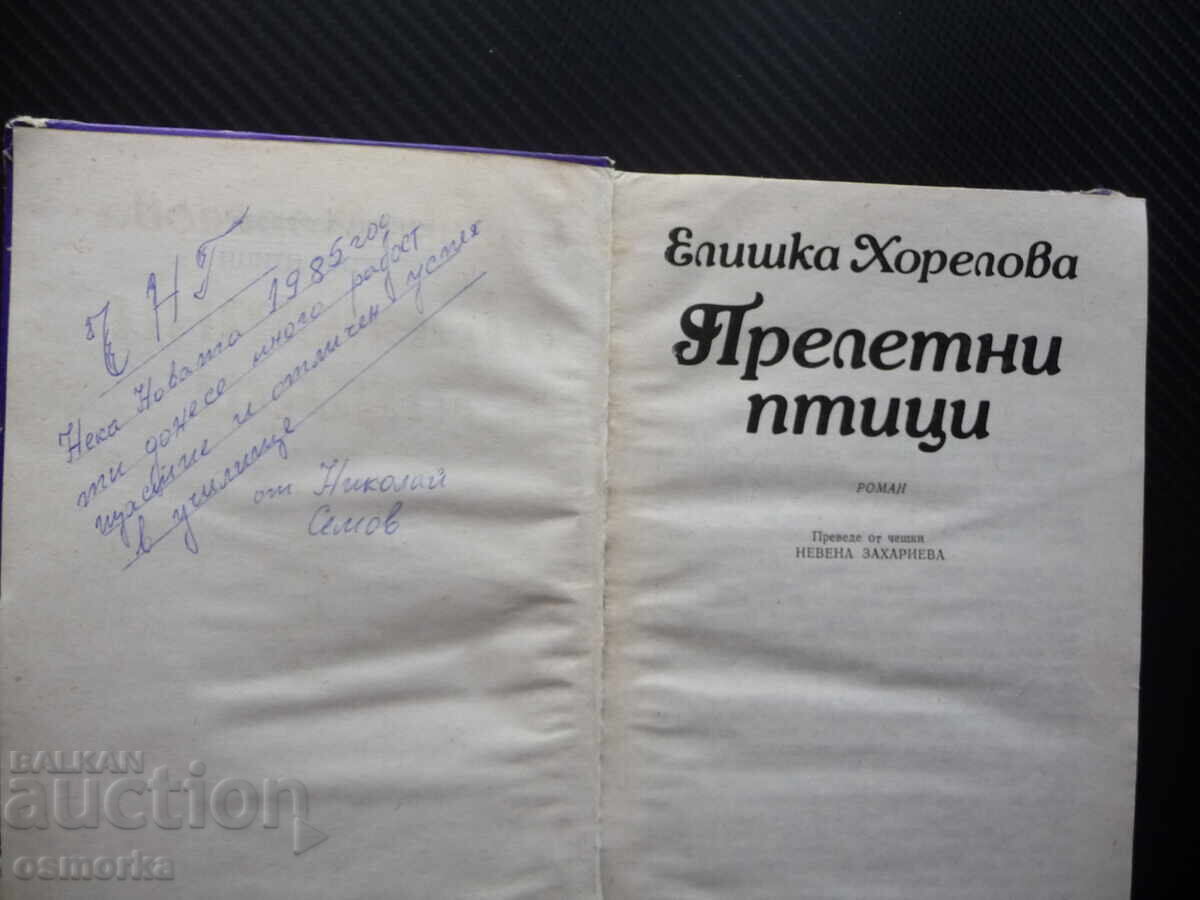 Ч Н Г
Нека Новата 1985 год
ти донесе много радост
щастие и отличен успех
в училище
от Николай
Семов
Елишка Хорелова
Прелетни
птици
РОМАН
Преведе от чешки
НЕВЕНА ЗАХАРИЕВА
BALKAN
auction
osmorka